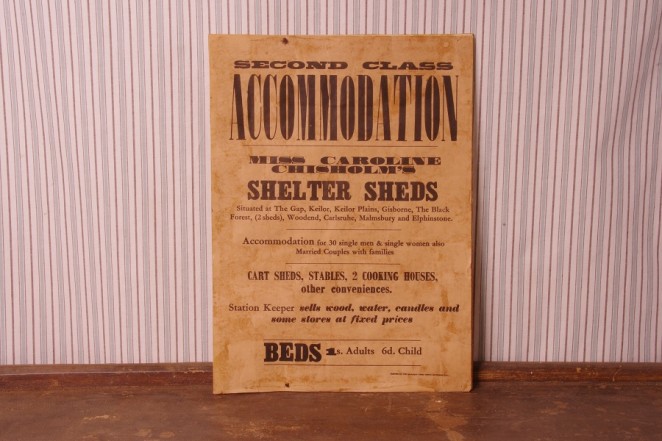 SECOND CLASS
ACCOMMODATION
MISS CAROLINE
CHISHOLM'S
SHELTER SHEDS
Situated at The Gap, Keilor, Keilor Plains, Gisborne, The Black
Forest, (2 sheds), Woodend, Carlsruhe, Malmsbury and Elphinstone.
Accommodation for 30 single men & single women also
Married Couples with families
CART SHEDS, STABLES, 2 COOKING HOUSES,
other conveniences.
Station Keeper sells wood, water, candles and
some stores at fixed prices
BEDS 1s. Adults 6d. Child